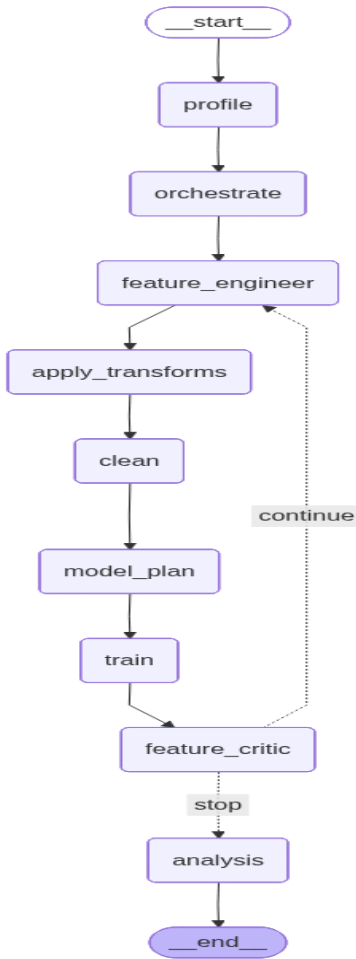 __start__
profile
orchestrate
feature_engineer
apply_transforms
clean
continue
model_plan
train
feature_critic
stop
analysis
__end__